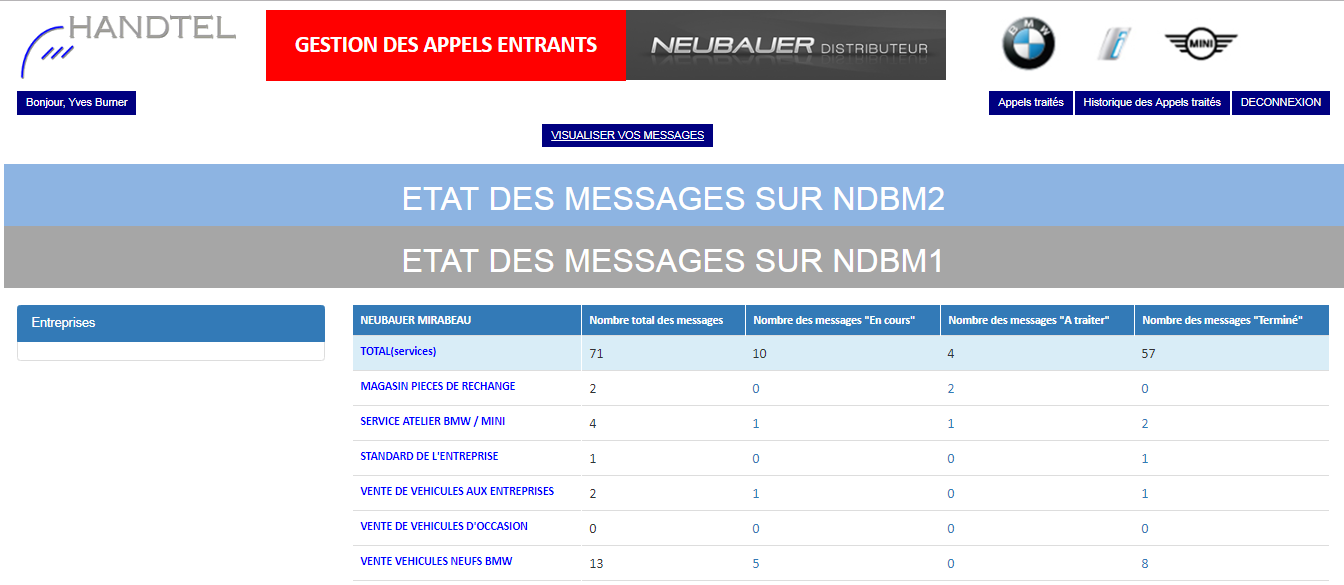 HANDTEL
GESTION DES APPELS ENTRANTS
NEUBAUER DISTRIBUTEUR
BMW
i
MINI
Bonjour, Yves Burner
Appels traités
Historique des Appels traités
DECONNEXION
VISUALISER VOS MESSAGES
ETAT DES MESSAGES SUR NDBM2
ETAT DES MESSAGES SUR NDBM1
Entreprises
NEUBAUER MIRABEAU Nombre total des messages Nombre des messages "En cours" Nombre des messages "A traiter" Nombre des messages "Terminé"
TOTAL(services) 71 10 4 57
MAGASIN PIECES DE RECHANGE 2 0 2 0
SERVICE ATELIER BMW / MINI 4 1 1 2
STANDARD DE L'ENTREPRISE 1 0 0 1
VENTE DE VEHICULES AUX ENTREPRISES 2 1 0 1
VENTE DE VEHICULES D'OCCASION 0 0 0 0
VENTE VEHICULES NEUFS BMW 13 5 0 8